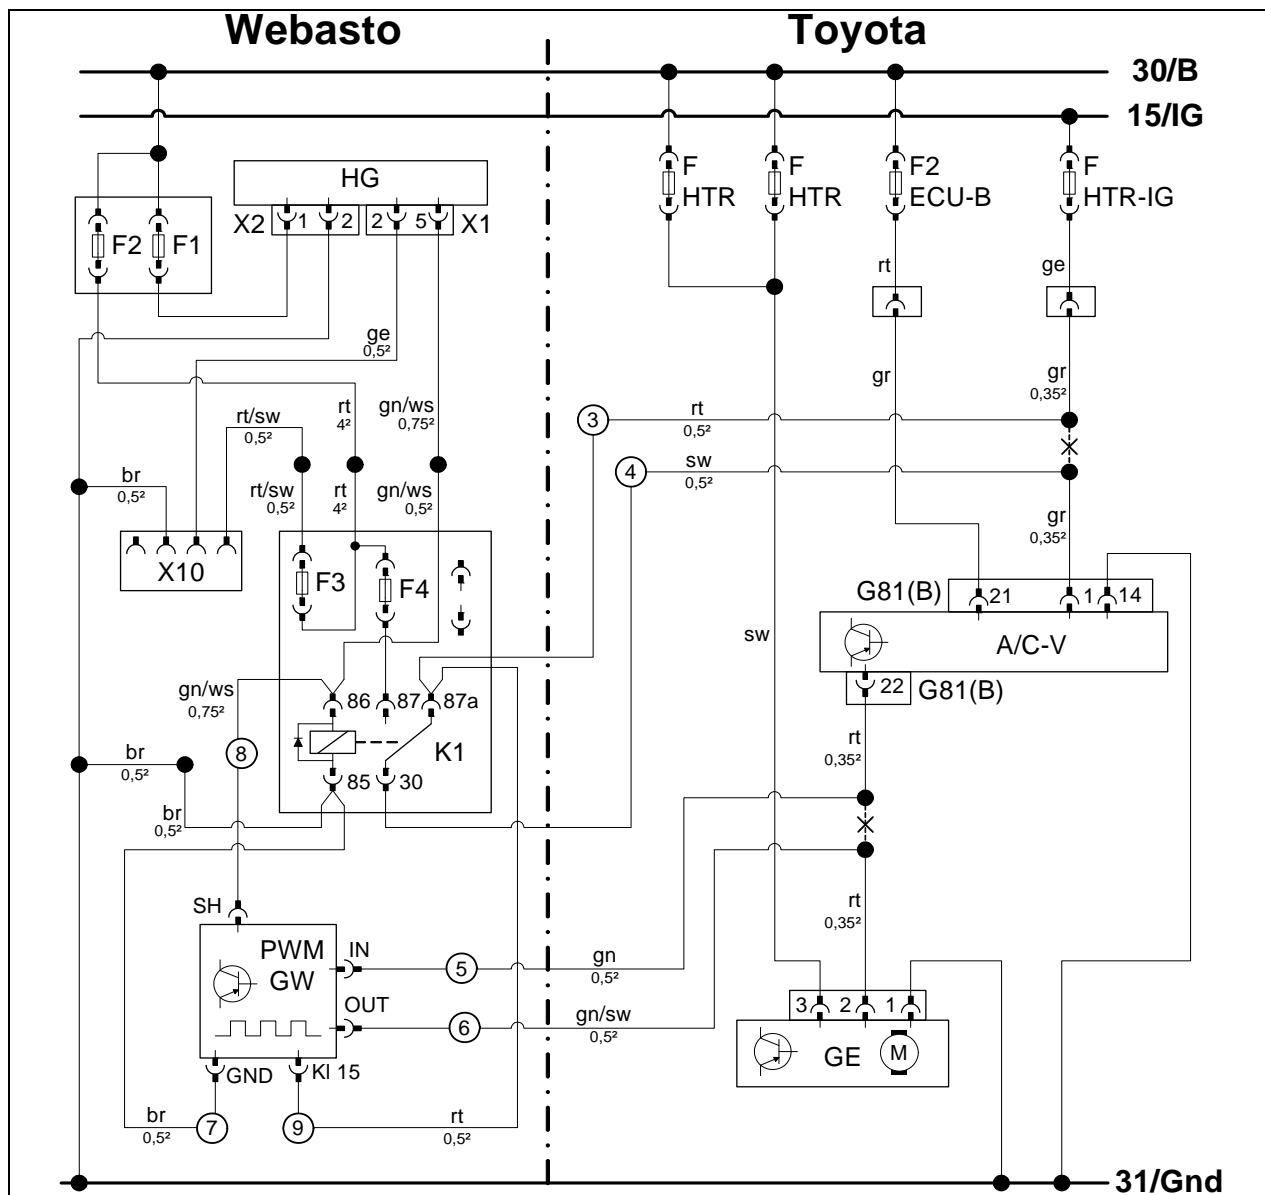 Webasto Toyota
30/B
15/IG
HG
F HTR
F HTR
F2 ECU-B
F HTR-IG
X2 1 2 2 5 X1
F2 F1
rt
ge
ge
0,5²
gr
gr
0,35²
rt
4²
gn/ws
0,75²
3
rt
0,5²
rt/sw
0,5²
4
sw
0,5²
br
0,5²
rt/sw
0,5²
rt
4²
gn/ws
0,5²
gr
0,35²
X10
F3 F4
G81(B) 21 1 14
A/C-V
sw
22 G81(B)
gn/ws
0,75²
86 87 87a
K1
8
br
0,5²
85 30
rt
0,35²
br
0,5²
SH
rt
0,35²
PWM
GW
IN
OUT
5
gn
0,5²
6
gn/sw
0,5²
3 2 1
GE M
GND Kl 15
br
0,5²
7
9
rt
0,5²
31/Gnd